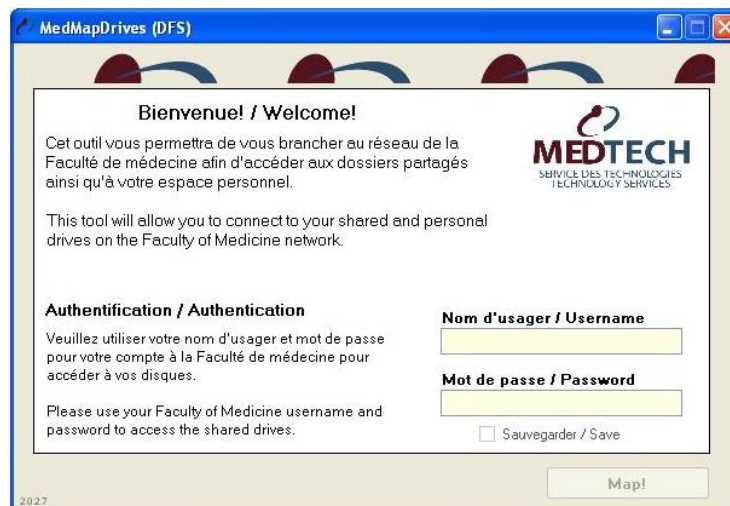 MedMapDrives (DFS)
Bienvenue! / Welcome!
Cet outil vous permettra de vous brancher au réseau de la
Faculté de médecine afin d'accéder aux dossiers partagés
ainsi qu'à votre espace personnel.
This tool will allow you to connect to your shared and personal
drives on the Faculty of Medicine network.
MEDTECH
SERVICE DES TECHNOLOGIES
TECHNOLOGY SERVICES
Authentification / Authentication
Veuillez utiliser votre nom d'usager et mot de passe
pour votre compte à la Faculté de médecine pour
accéder à vos disques.
Please use your Faculty of Medicine username and
password to access the shared drives.
Nom d'usager / Username
Mot de passe / Password
Sauvegarder / Save
Map!
2027